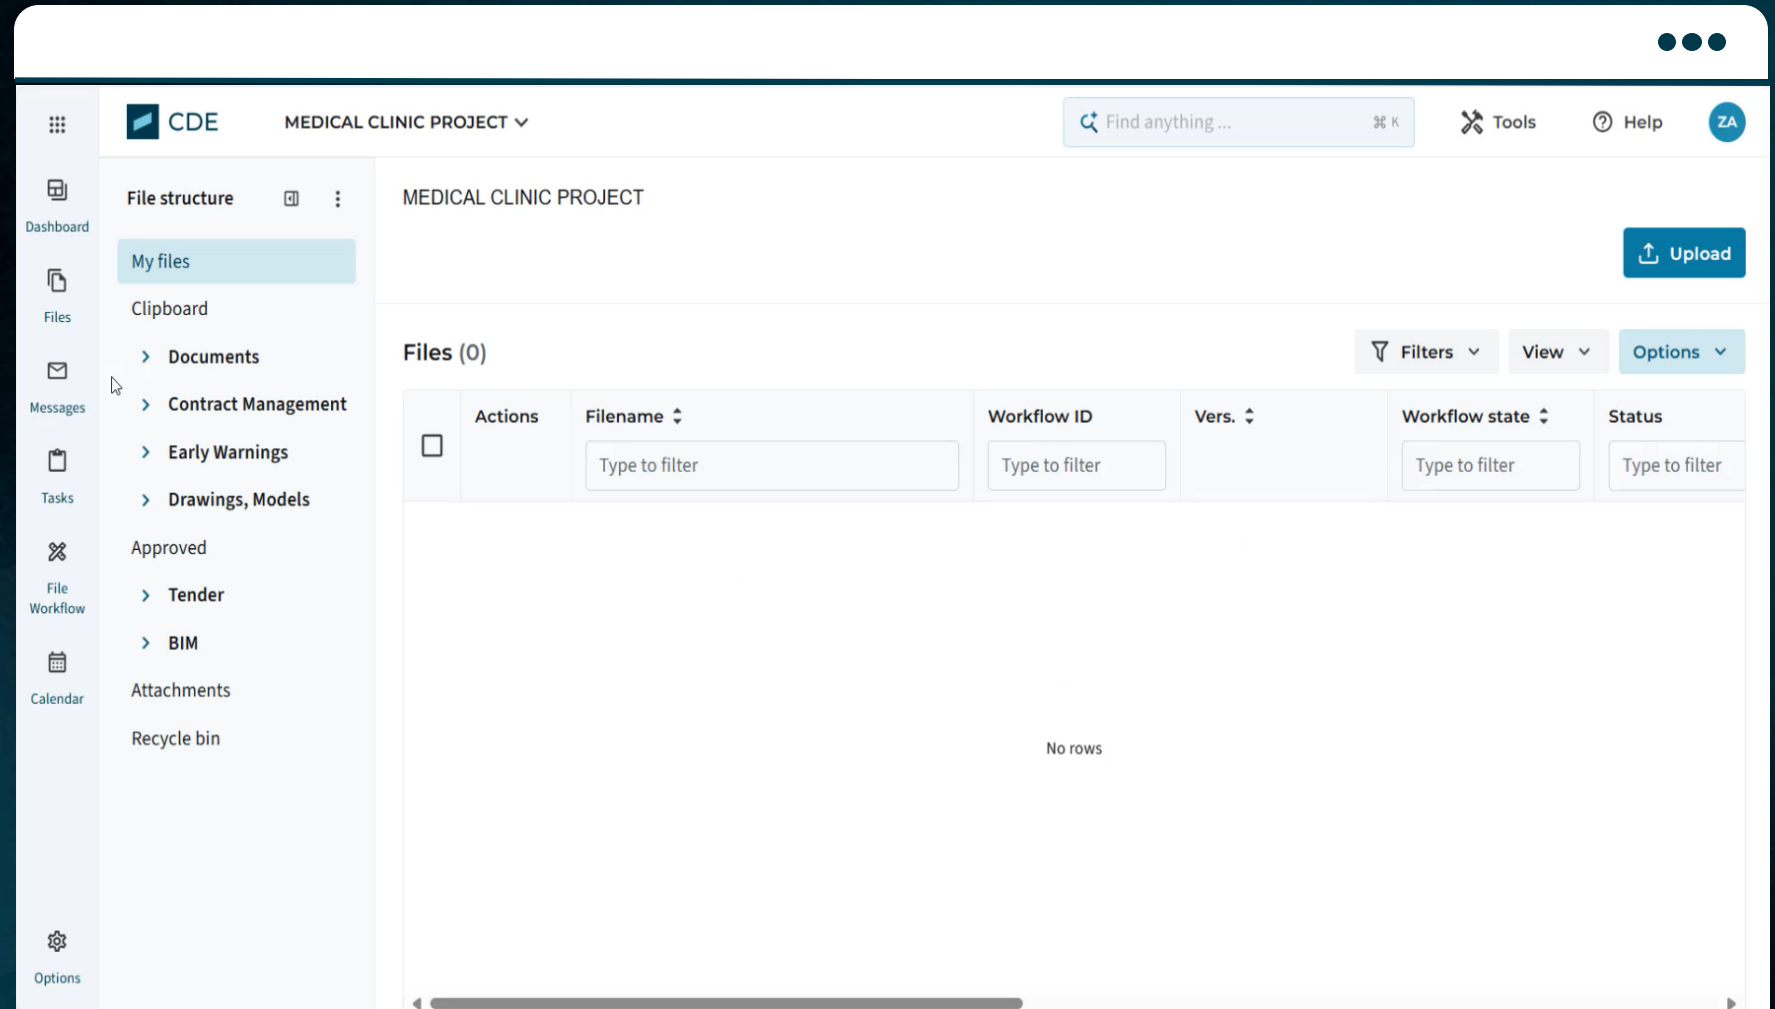 CDE
MEDICAL CLINIC PROJECT
Find anything ...
⌘ K
Tools
Help
ZA
Dashboard
Files
Messages
Tasks
File
Workflow
Calendar
Options
File structure
My files
Clipboard
Documents
Contract Management
Early Warnings
Drawings, Models
Approved
Tender
BIM
Attachments
Recycle bin
MEDICAL CLINIC PROJECT
Upload
Files (0)
Filters
View
Options
Actions
Filename
Workflow ID
Vers.
Workflow state
Status
Type to filter
Type to filter
Type to filter
Type to filter
No rows